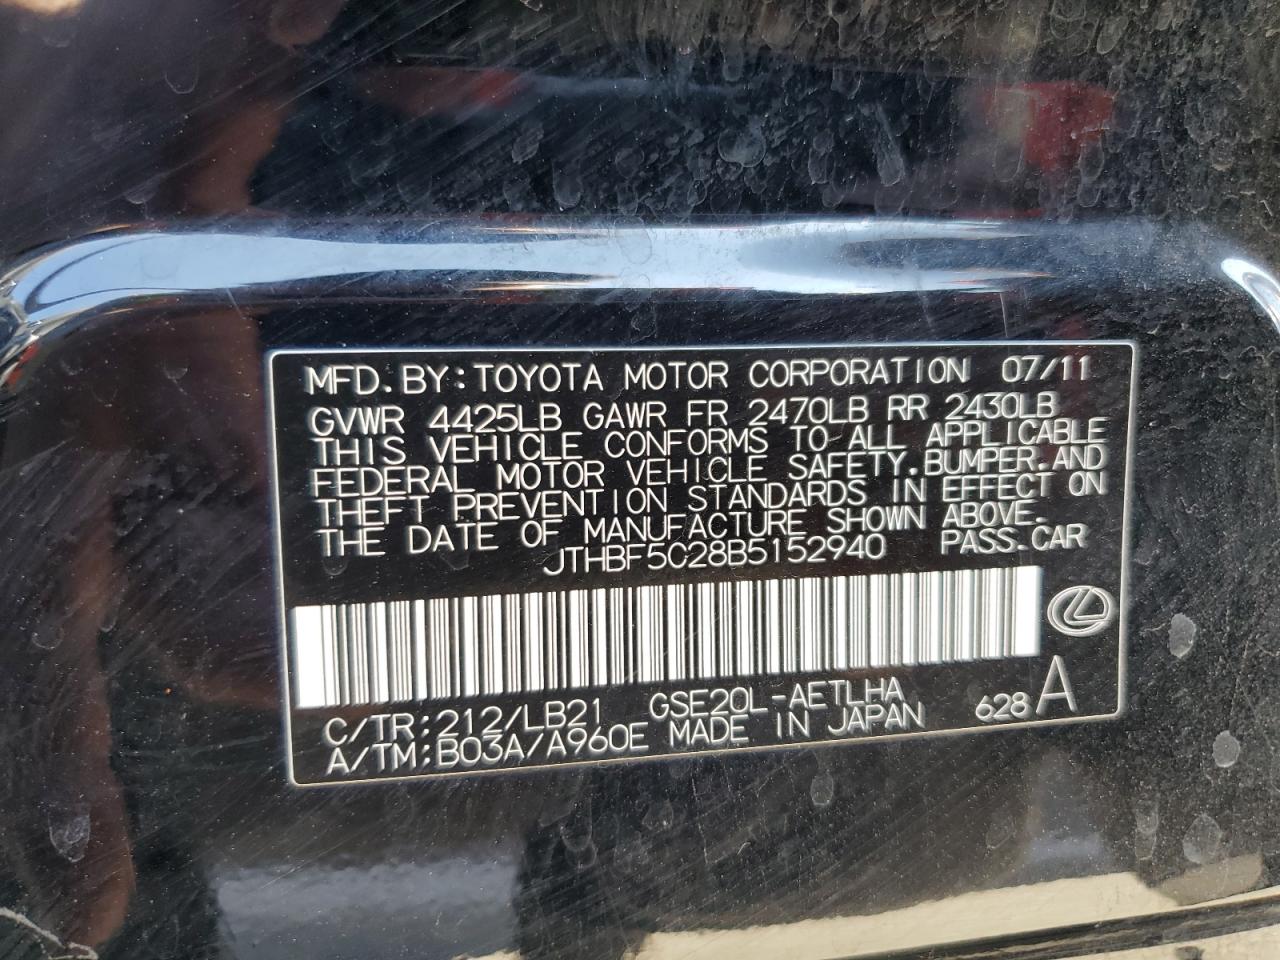 MFD.BY:TOYOTA MOTOR CORPORATION 07/11
GVWR 4425LB GAWR FR 2470LB RR 2430LB
THIS VEHICLE CONFORMS TO ALL APPLICABLE
FEDERAL MOTOR VEHICLE SAFETY.BUMPER.AND
THEFT PREVENTION STANDARDS IN EFFECT ON
THE DATE OF MANUFACTURE SHOWN ABOVE.
JTHBF5C28B5152940 PASS.CAR
C/TR:212/LB21 GSE20L-AETLHA
A/TM:B03A/A960E MADE IN JAPAN 628 A